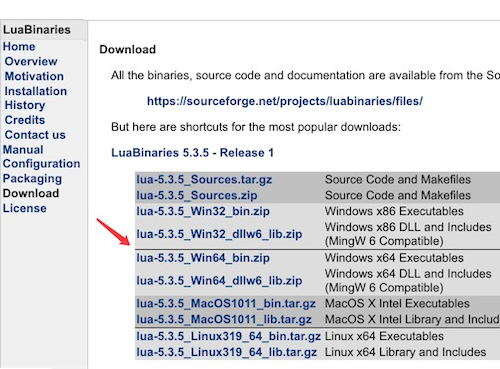 LuaBinaries
Home
Overview
Motivation
Installation
History
Credits
Contact us
Manual
Configuration
Packaging
Download
License
Download
All the binaries, source code and documentation are available from the So
https://sourceforge.net/projects/luabinaries/files/
But here are shortcuts for the most popular downloads:
LuaBinaries 5.3.5 - Release 1
lua-5.3.5_Sources.tar.gz Source Code and Makefiles
lua-5.3.5_Sources.zip Source Code and Makefiles
lua-5.3.5_Win32_bin.zip Windows x86 Executables
lua-5.3.5_Win32_dllw6_lib.zip Windows x86 DLL and Includes
(MingW 6 Compatible)
lua-5.3.5_Win64_bin.zip Windows x64 Executables
lua-5.3.5_Win64_dllw6_lib.zip Windows x64 DLL and Includes
(MingW 6 Compatible)
lua-5.3.5_MacOS1011_bin.tar.gz MacOS X Intel Executables
lua-5.3.5_MacOS1011_lib.tar.gz MacOS X Intel Library and Includ
lua-5.3.5_Linux319_64_bin.tar.gz Linux x64 Executables
lua-5.3.5_Linux319_64_lib.tar.gz Linux x64 Library and Includes